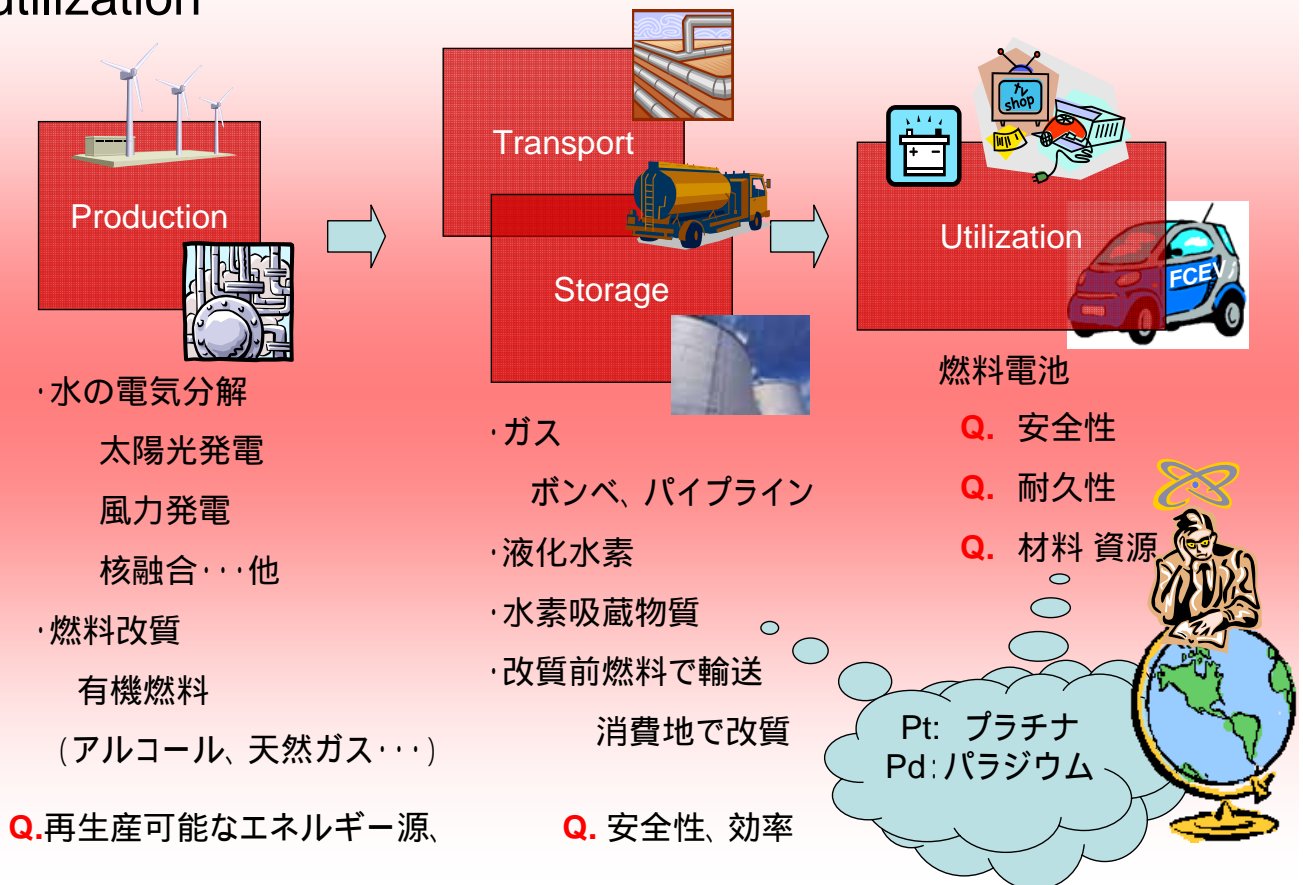 utilization
Production
・水の電気分解
太陽光発電
風力発電
核融合・・・他
・燃料改質
有機燃料
(アルコール、天然ガス・・・)
Q.再生産可能なエネルギー源、
Transport
Storage
・ガス
ボンベ、パイプライン
・液化水素
・水素吸蔵物質
・改質前燃料で輸送
消費地で改質
Q. 安全性、効率
tv
shop
+ -
Utilization
FCEV
燃料電池
Q. 安全性
Q. 耐久性
Q. 材料 資源
Pt: プラチナ
Pd:パラジウム